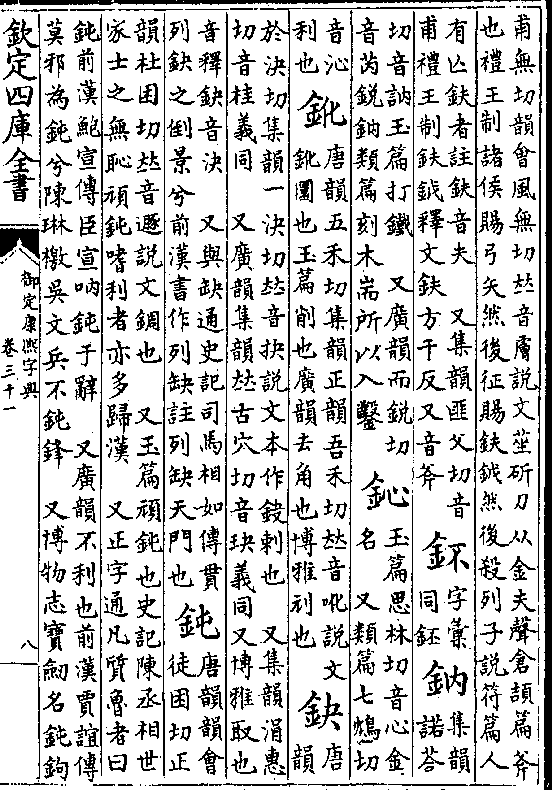 甫無切韻會風無切𠀤音膚說文莝斫刀从金夫聲倉頡篇斧
也禮王制諸侯賜弓矢然後征賜鈇鉞然後殺列子說符篇人
有亡鈇者註鈇音夫　又集韻匪父切音
甫禮王制鈇鉞釋文鈇方干反又音斧
鈈
字彙
同鉟
鈉
集韻
諾荅
切音訥玉篇打鐵　又廣韻而銳切
音芮銳鈉類篇刻木耑所以入鑿
鈊
玉篇思林切音心金
名　又類篇七鴆切
音沁
利也
鈋
唐韻五禾切集韻正韻吾禾切𠀤音吪說文
鈋圜也玉篇削也廣韻去角也博雅刓也
鈌
唐
韻
於決切集韻一決切𠀤音抉說文本作刺也　又集韻涓惠
切音桂義同　又廣韻集韻𠀤古穴切音玦義同又博雅取也
音釋鈌音決　又與缺通史記司馬相如傳貫
列鈌之倒景兮前漢書作列缺註列缺天門也
鈍
唐韻韻會
徒困切正
韻杜困切𠀤音遯說文錭也　又玉篇頑鈍也史記陳丞相世
家士之無恥頑鈍嗜利者亦多歸漢　又正字通凡質魯者曰
鈍前漢鮑宣傳臣宣吶鈍于辭　又廣韻不利也前漢賈誼傳
莫邪為鈍兮陳琳檄吳文兵不鈍鋒　又博物志寶劒名鈍鉤
欽定四庫全書
御定康熙字典
卷三十一
八